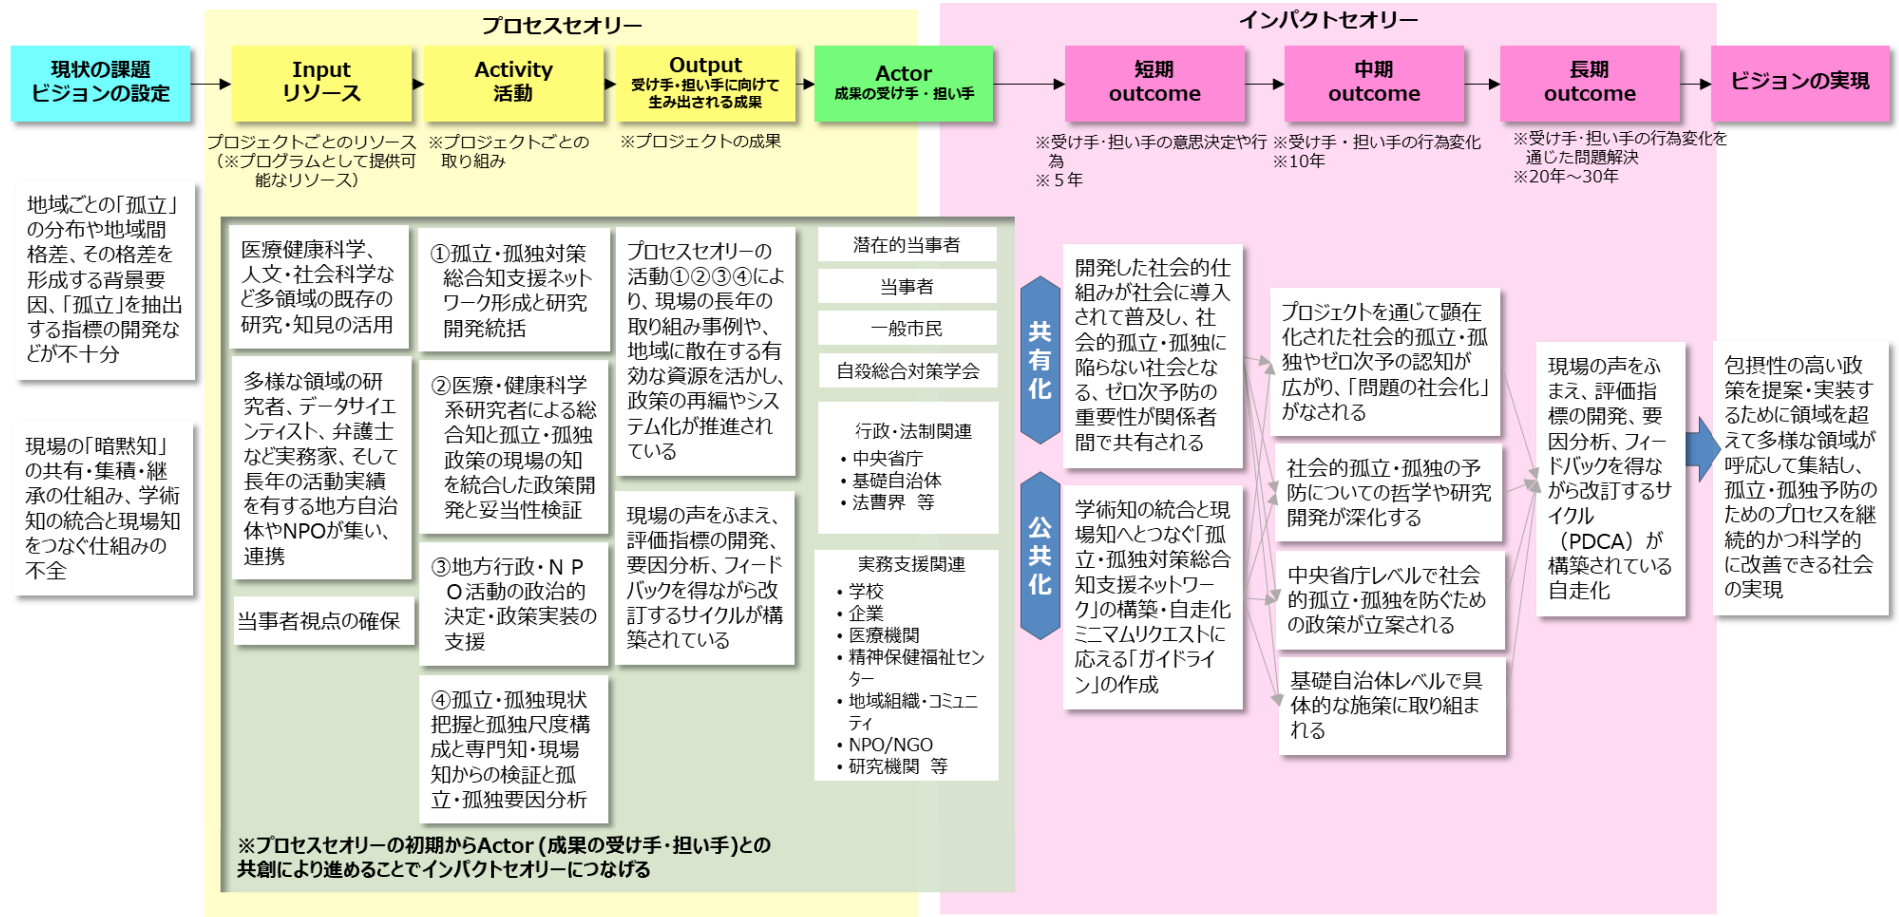 プロセスセオリー
インパクトセオリー
現状の課題
ビジョンの設定
Input
リソース
Activity
活動
Output
受け手・担い手に向けて
生み出される成果
Actor
成果の受け手・担い手
短期
outcome
中期
outcome
長期
outcome
ビジョンの実現
プロジェクトごとのリソース
（※プログラムとして提供可
能なリソース）
※プロジェクトごとの
取り組み
※プロジェクトの成果
※受け手・担い手の意思決定や行
為
※５年
※受け手・担い手の行為変化
※10年
※受け手・担い手の行為変化を
通じた問題解決
※20年～30年
地域ごとの「孤立」
の分布や地域間
格差、その格差を
形成する背景要
因、「孤立」を抽出
する指標の開発な
どが不十分
現場の「暗黙知」
の共有・集積・継
承の仕組み、学術
知の統合と現場知
をつなぐ仕組みの
不全
医療健康科学、
人文・社会科学な
ど多領域の既存の
研究・知見の活用
多様な領域の研
究者、データサイエ
ンティスト、弁護士
など実務家、そして
長年の活動実績
を有する地方自治
体やNPOが集い、
連携
当事者視点の確保
①孤立・孤独対策
総合知支援ネット
ワーク形成と研究
開発統括
②医療・健康科学
系研究者による総
合知と孤立・孤独
政策の現場の知
を統合した政策開
発と妥当性検証
③地方行政・ＮＰ
Ｏ活動の政治的
決定・政策実装の
支援
④孤立・孤独現状
把握と孤独尺度構
成と専門知・現場
知からの検証と孤
立・孤独要因分析
プロセスセオリーの
活動①②③④によ
り、現場の長年の
取り組み事例や、
地域に散在する有
効な資源を活かし、
政策の再編やシス
テム化が推進され
ている
現場の声をふまえ、
評価指標の開発、
要因分析、フィード
バックを得ながら改
訂するサイクルが構
築されている
潜在的当事者
当事者
一般市民
自殺総合対策学会
行政・法制関連
• 中央省庁
• 基礎自治体
• 法曹界 等
実務支援関連
• 学校
• 企業
• 医療機関
• 精神保健福祉セン
ター
• 地域組織・コミュニ
ティ
• NPO/NGO
• 研究機関 等
※プロセスセオリーの初期からActor (成果の受け手・担い手)との
共創により進めることでインパクトセオリーにつなげる
共有化
公共化
開発した社会的仕
組みが社会に導入
されて普及し、社
会的孤立・孤独に
陥らない社会とな
る、ゼロ次予防の
重要性が関係者
間で共有される
学術知の統合と現
場知へとつなぐ「孤
立・孤独対策総合
知支援ネットワー
ク」の構築・自走化
ミニマムリクエストに
応える「ガイドライ
ン」の作成
プロジェクトを通じて顕在
化された社会的孤立・孤
独やゼロ次予の認知が
広がり、「問題の社会化」
がなされる
社会的孤立・孤独の予
防についての哲学や研究
開発が深化する
中央省庁レベルで社会
的孤立・孤独を防ぐため
の政策が立案される
基礎自治体レベルで具
体的な施策に取り組ま
れる
現場の声をふ
まえ、評価指
標の開発、要
因分析、フィー
ドバックを得な
がら改訂するサ
イクル
（PDCA）が
構築されている
自走化
包摂性の高い政
策を提案・実装す
るために領域を超
えて多様な領域が
呼応して集結し、
孤立・孤独予防の
ためのプロセスを継
続的かつ科学的
に改善できる社会
の実現